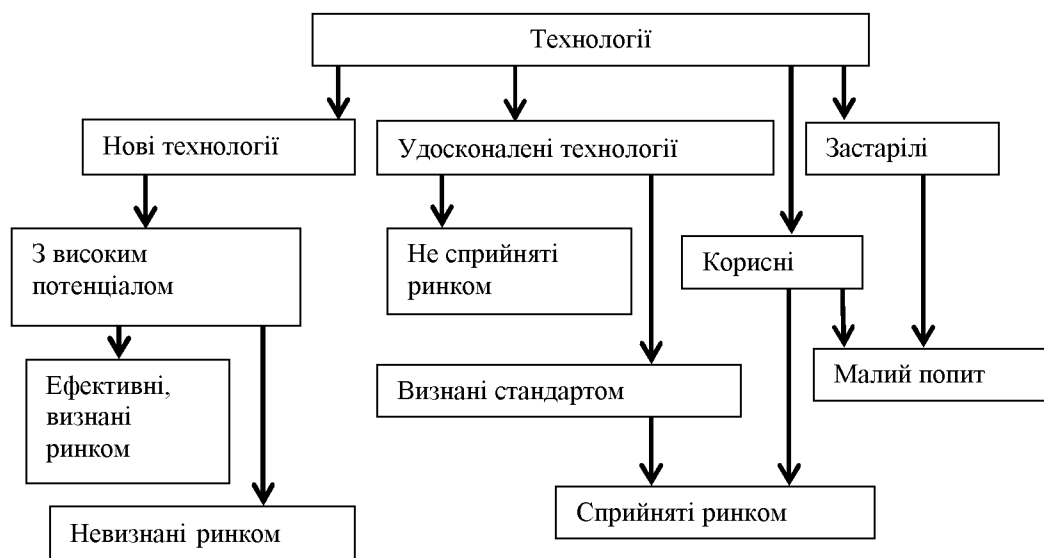 Технології
Нові технології
Удосконалені технології
Застарілі
З високим
потенціалом
Не сприйняті
ринком
Корисні
Ефективні,
визнані
ринком
Визнані стандартом
Малий попит
Невизнані ринком
Сприйняті ринком